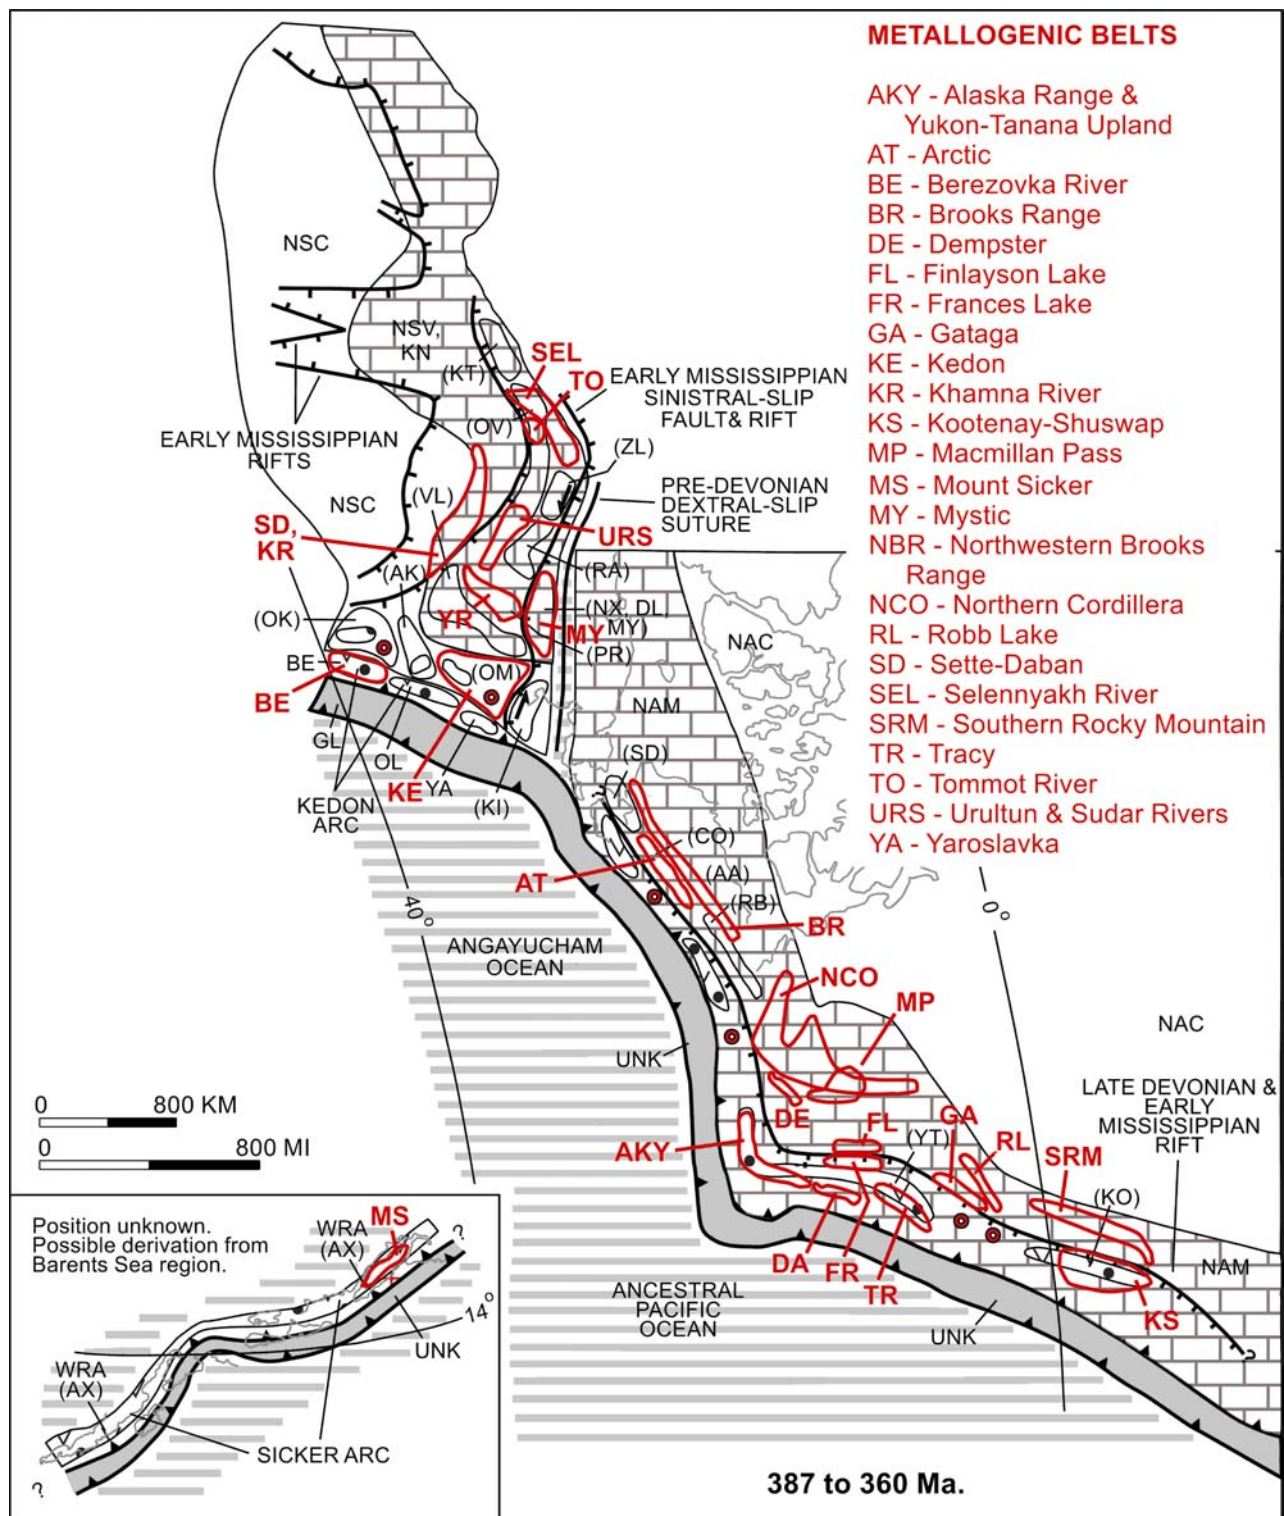 METALLOGENIC BELTS
AKY - Alaska Range &
Yukon-Tanana Upland
AT - Arctic
BE - Berezovka River
BR - Brooks Range
DE - Dempster
FL - Finlayson Lake
FR - Frances Lake
GA - Gataga
KE - Kedon
KR - Khamna River
KS - Kootenay-Shuswap
MP - Macmillan Pass
MS - Mount Sicker
MY - Mystic
NBR - Northwestern Brooks
Range
NCO - Northern Cordillera
RL - Robb Lake
SD - Sette-Daban
SEL - Selennyakh River
SRM - Southern Rocky Mountain
TR - Tracy
TO - Tommot River
URS - Urultun & Sudar Rivers
YA - Yaroslavka
NSC
NSV,
KN
(KT)
SEL
TO
EARLY MISSISSIPPIAN
SINISTRAL-SLIP
FAULT& RIFT
(OV)
EARLY MISSISSIPPIAN
RIFTS
(ZL)
PRE-DEVONIAN
DEXTRAL-SLIP
SUTURE
(VL)
NSC
SD,
KR
URS
(AK)
(RA)
(OK)
YR
MY
(NX, DL,
MY)
(PR)
BE
BE
(OM)
NAC
NAM
GL
OL
KE
YA
(KI)
KEDON
ARC
(SD)
(CO)
AT
(AA)
(RB)
BR
40°
0°
ANGAYUCHAM
OCEAN
NCO
MP
NAC
UNK
LATE DEVONIAN &
EARLY
MISSISSIPPIAN
RIFT
0 800 KM
0 800 MI
DE
FL
GA
(YT)
RL
SRM
AKY
(KO)
DA
FR
TR
NAM
KS
ANCESTRAL
PACIFIC
OCEAN
UNK
?
Position unknown.
Possible derivation from
Barents Sea region.
WRA
(AX)
MS
?
14°
UNK
WRA
(AX)
SICKER ARC
?
387 to 360 Ma.